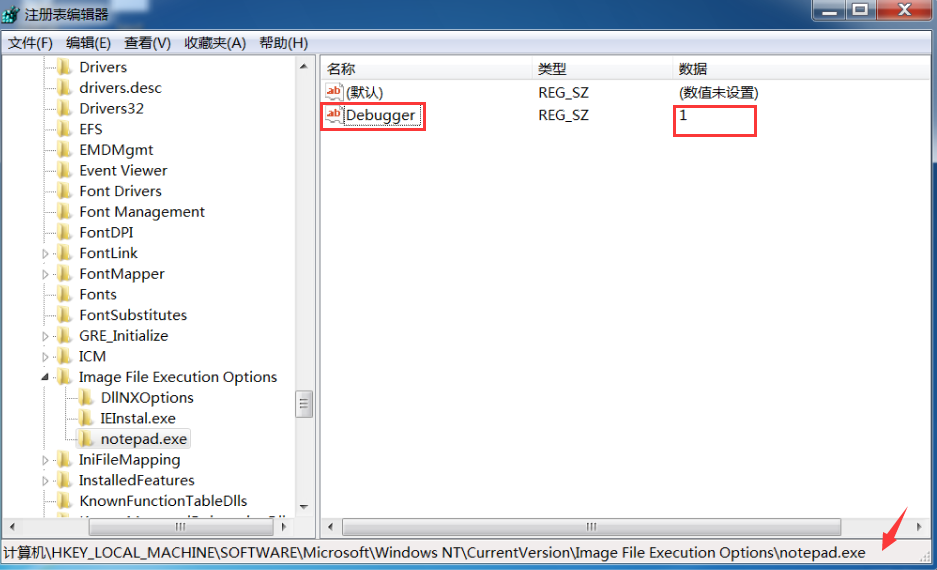 注册表编辑器
文件(F) 编辑(E) 查看(V) 收藏夹(A) 帮助(H)
Drivers
drivers.desc
Drivers32
EFS
EMDMgmt
Event Viewer
Font Drivers
Font Management
FontDPI
FontLink
FontMapper
Fonts
FontSubstitutes
GRE_Initialize
ICM
Image File Execution Options
DllNXOptions
IEInstal.exe
notepad.exe
IniFileMapping
InstalledFeatures
KnownFunctionTableDlls
名称 类型 数据
ab (默认) REG_SZ (数值未设置)
ab Debugger REG_SZ 1
计算机\HKEY_LOCAL_MACHINE\SOFTWARE\Microsoft\Windows NT\CurrentVersion\Image File Execution Options\notepad.exe